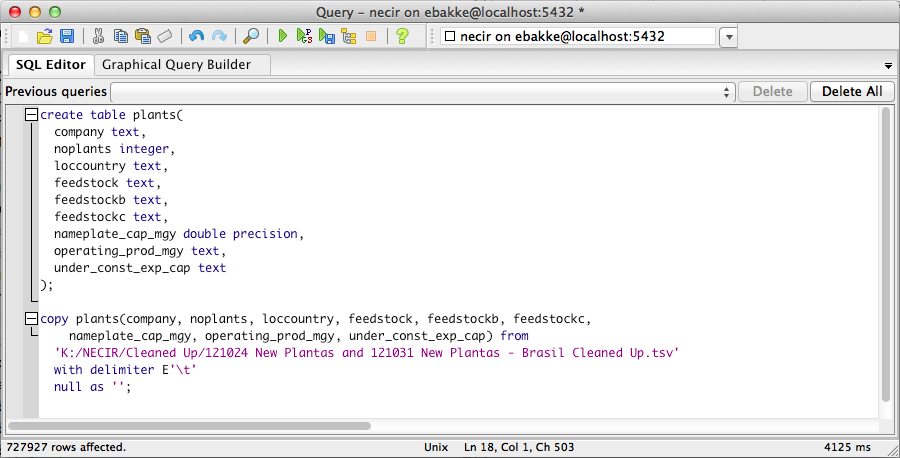 Query – necir on ebakke@localhost:5432 *
necir on ebakke@localhost:5432
SQL Editor Graphical Query Builder
Previous queries Delete Delete All
create table plants(
company text,
noplants integer,
loccountry text,
feedstock text,
feedstockb text,
feedstockc text,
nameplate_cap_mgy double precision,
operating_prod_mgy text,
under_const_exp_cap text
);
copy plants(company, noplants, loccountry, feedstock, feedstockb, feedstockc,
nameplate_cap_mgy, operating_prod_mgy, under_const_exp_cap) from
'K:/NECIR/Cleaned Up/121024 New Plantas and 121031 New Plantas - Brasil Cleaned Up.tsv'
with delimiter E'\t'
null as '';
727927 rows affected. Unix Ln 18, Col 1, Ch 503 4125 ms